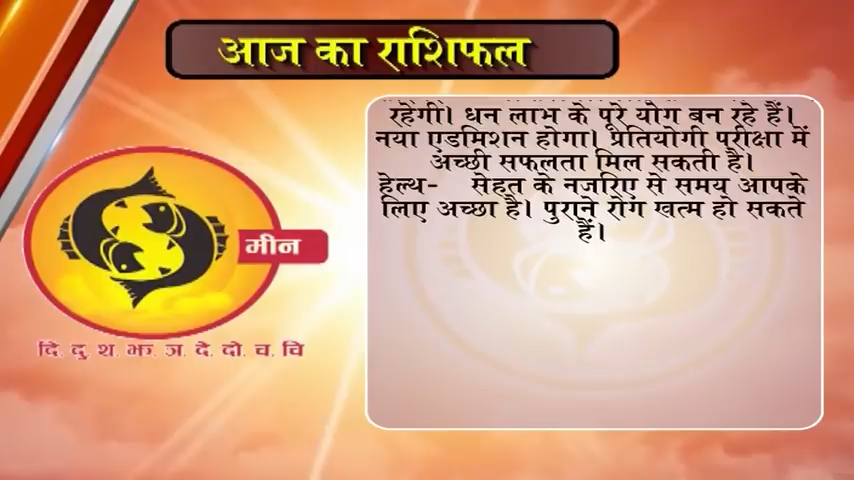 आज का राशिफल
रहेगी। धन लाभ के पूरे योग बन रहे हैं।
नया एडमिशन होगा। प्रतियोगी परीक्षा में
अच्छी सफलता मिल सकती है।
हेल्थ- सेहत के नजरिए से समय आपके
लिए अच्छा है। पुराने रोग खत्म हो सकते
हैं।
मीन
दि. दु. श. झ. ञ. दे. दो. च. चि